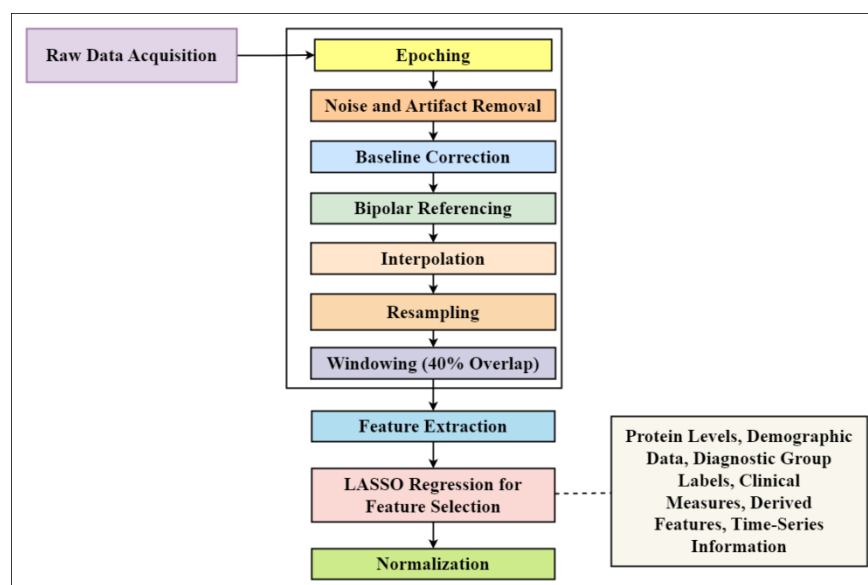 Raw Data Acquisition
Epoching
Noise and Artifact Removal
Baseline Correction
Bipolar Referencing
Interpolation
Resampling
Windowing (40% Overlap)
Feature Extraction
LASSO Regression for
Feature Selection
Protein Levels, Demographic
Data, Diagnostic Group
Labels, Clinical
Measures, Derived
Features, Time-Series
Information
Normalization